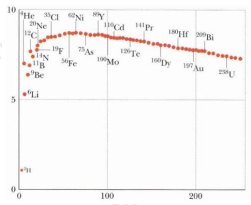 ⁴He ³⁵Cl ⁶²Ni ⁸⁹Y
²⁰Ne ¹¹⁰Cd ¹⁴¹Pr
¹²C ¹⁸⁰Hf ²⁰⁹Bi
¹⁹F
¹⁴N ⁷⁵As ¹²⁶Te
¹¹B ⁵⁶Fe ¹⁰⁰Mo ¹⁶⁰Dy ¹⁹⁷Au
⁹Be ²³⁸U
5
⁶Li
²H
0
0 100 200